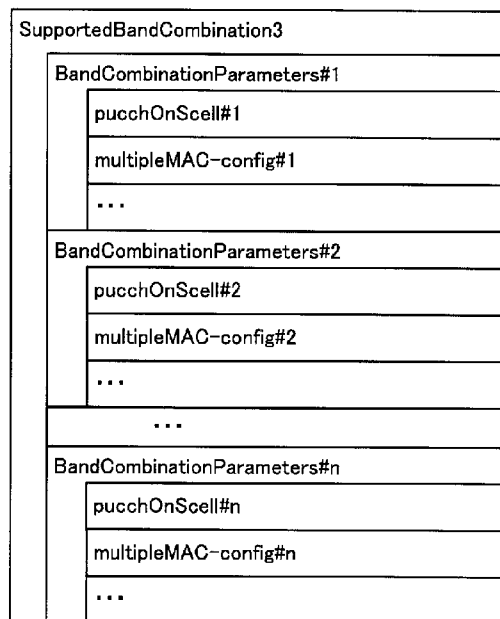 SupportedBandCombination3
BandCombinationParameters#1
pucchOnScell#1
multipleMAC-config#1
...
BandCombinationParameters#2
pucchOnScell#2
multipleMAC-config#2
...
...
BandCombinationParameters#n
pucchOnScell#n
multipleMAC-config#n
...